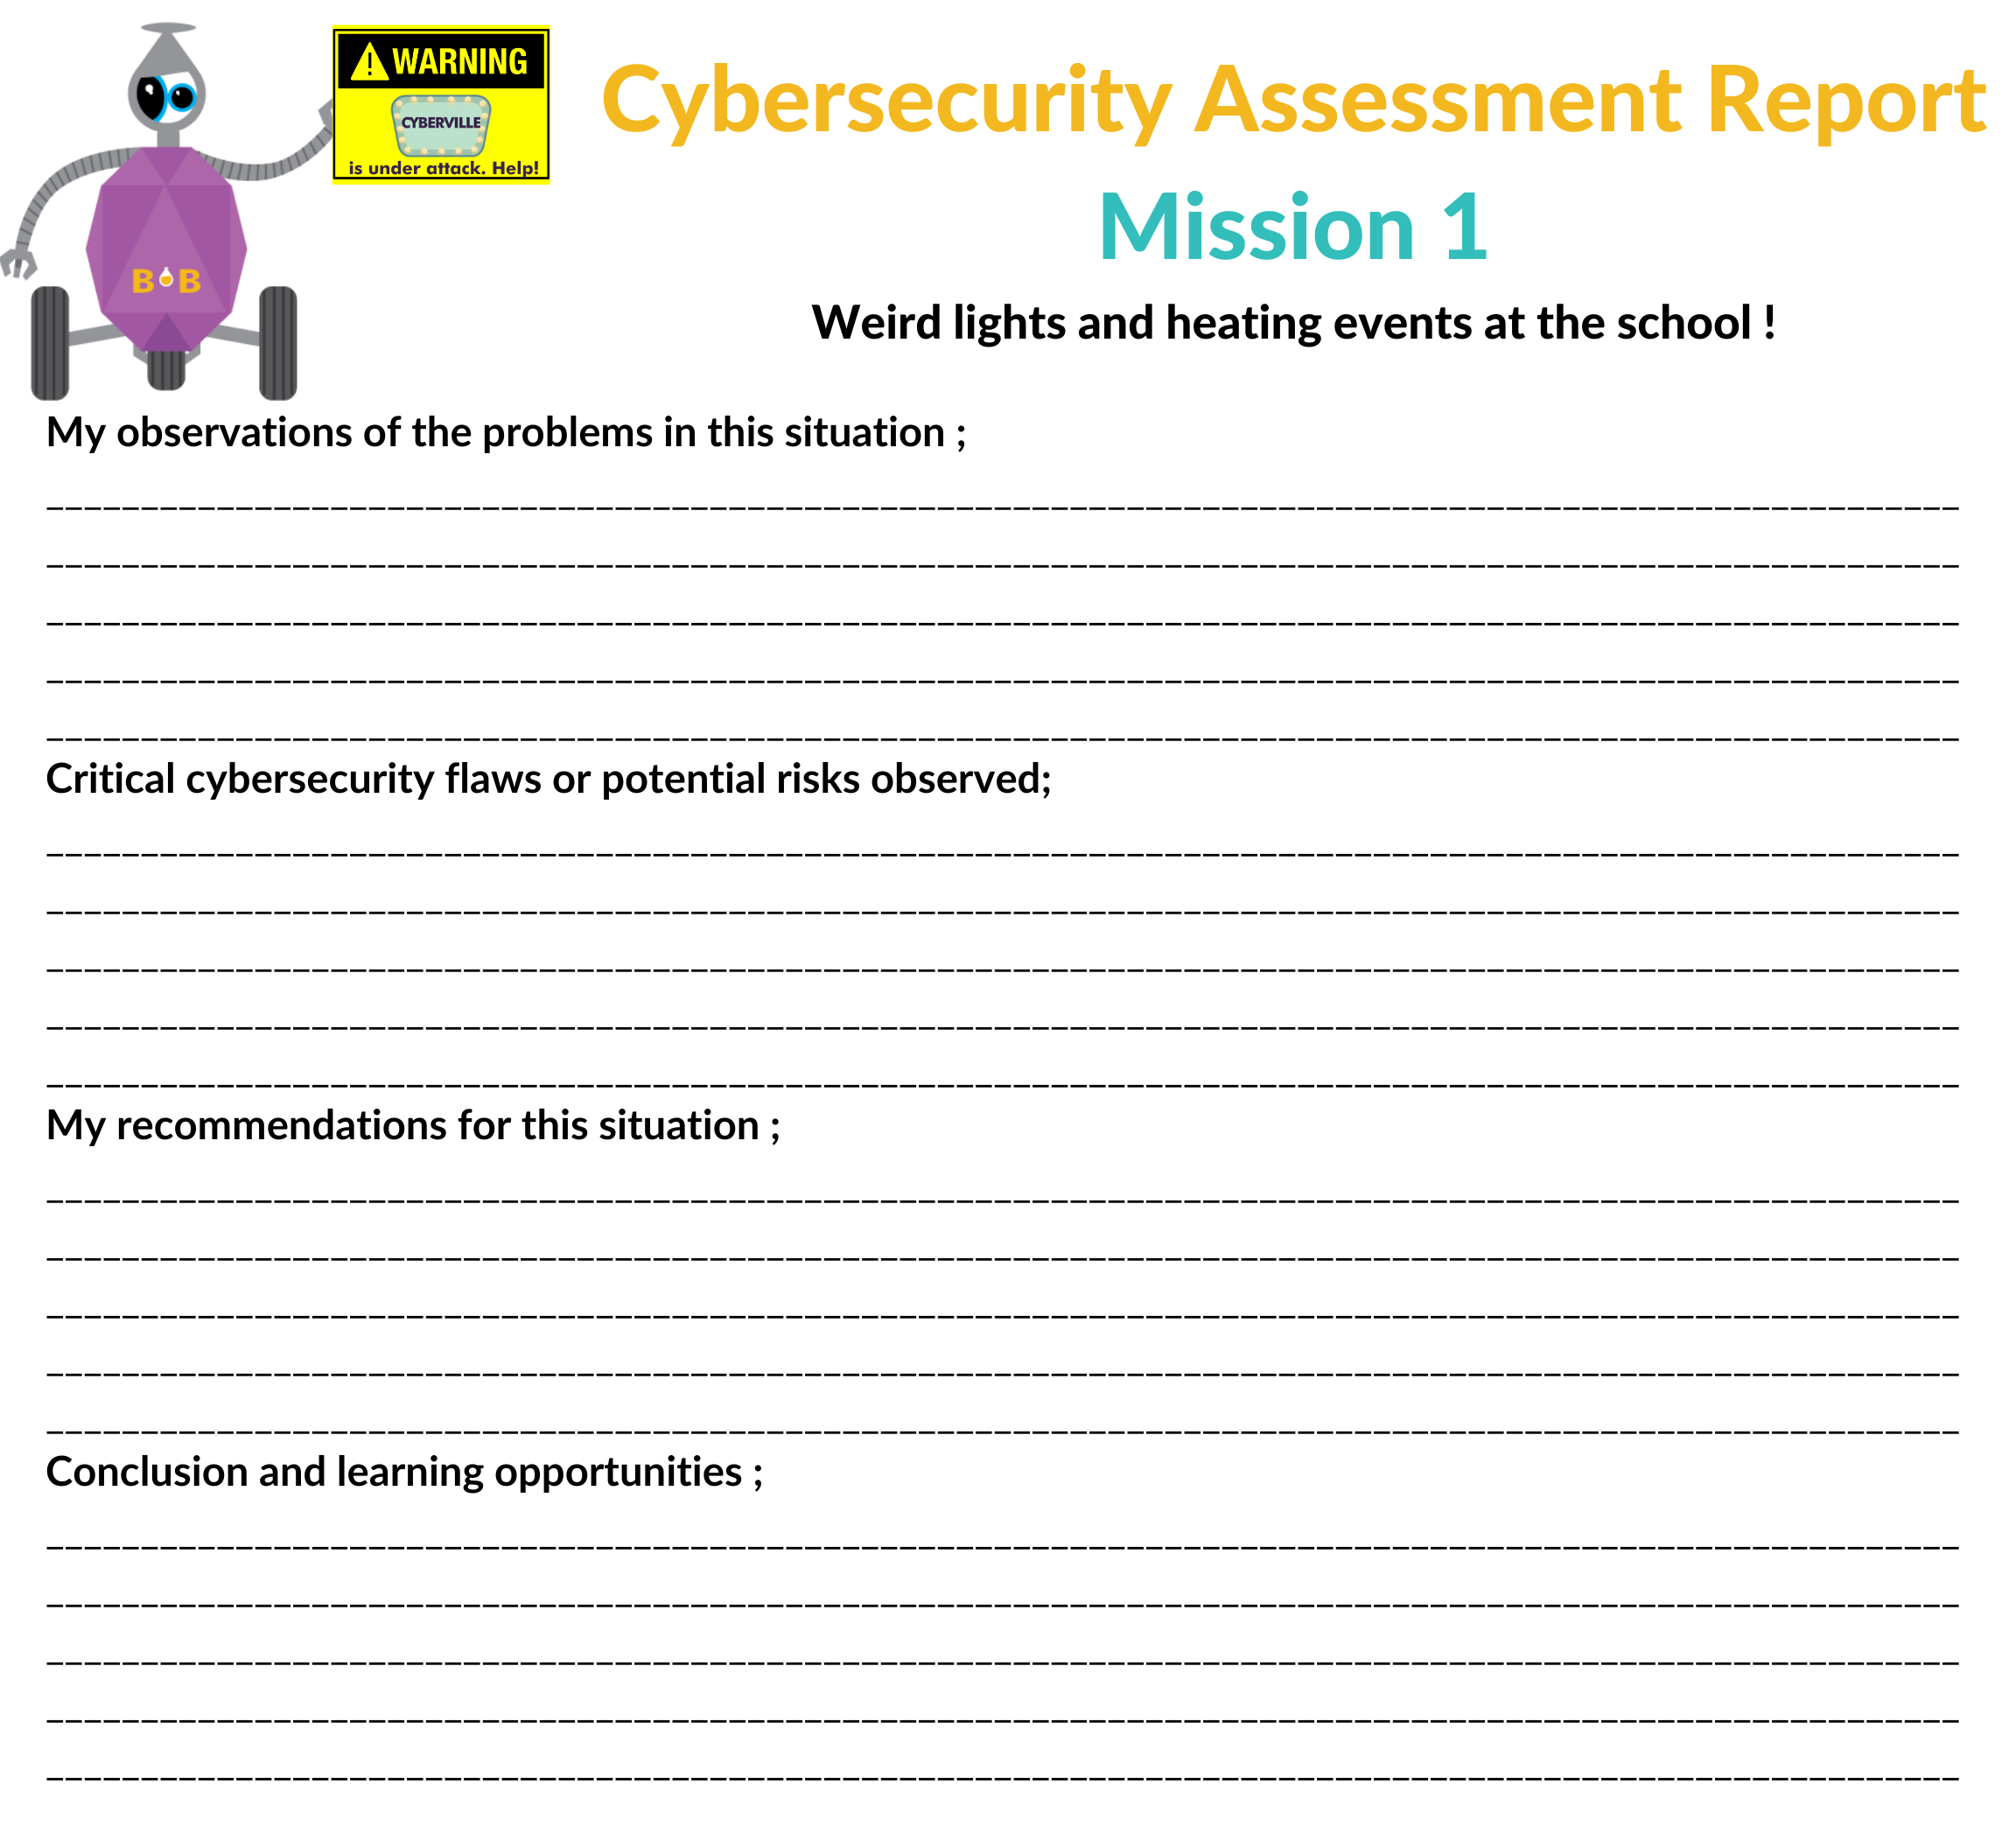 WARNING
CYBERVILLE
is under attack. Help!
Cybersecurity Assessment Report
Mission 1
Weird lights and heating events at the school !
B B
My observations of the problems in this situation ;
Critical cybersecurity flaws or potential risks observed;
My recommendations for this situation ;
Conclusion and learning opportunities ;